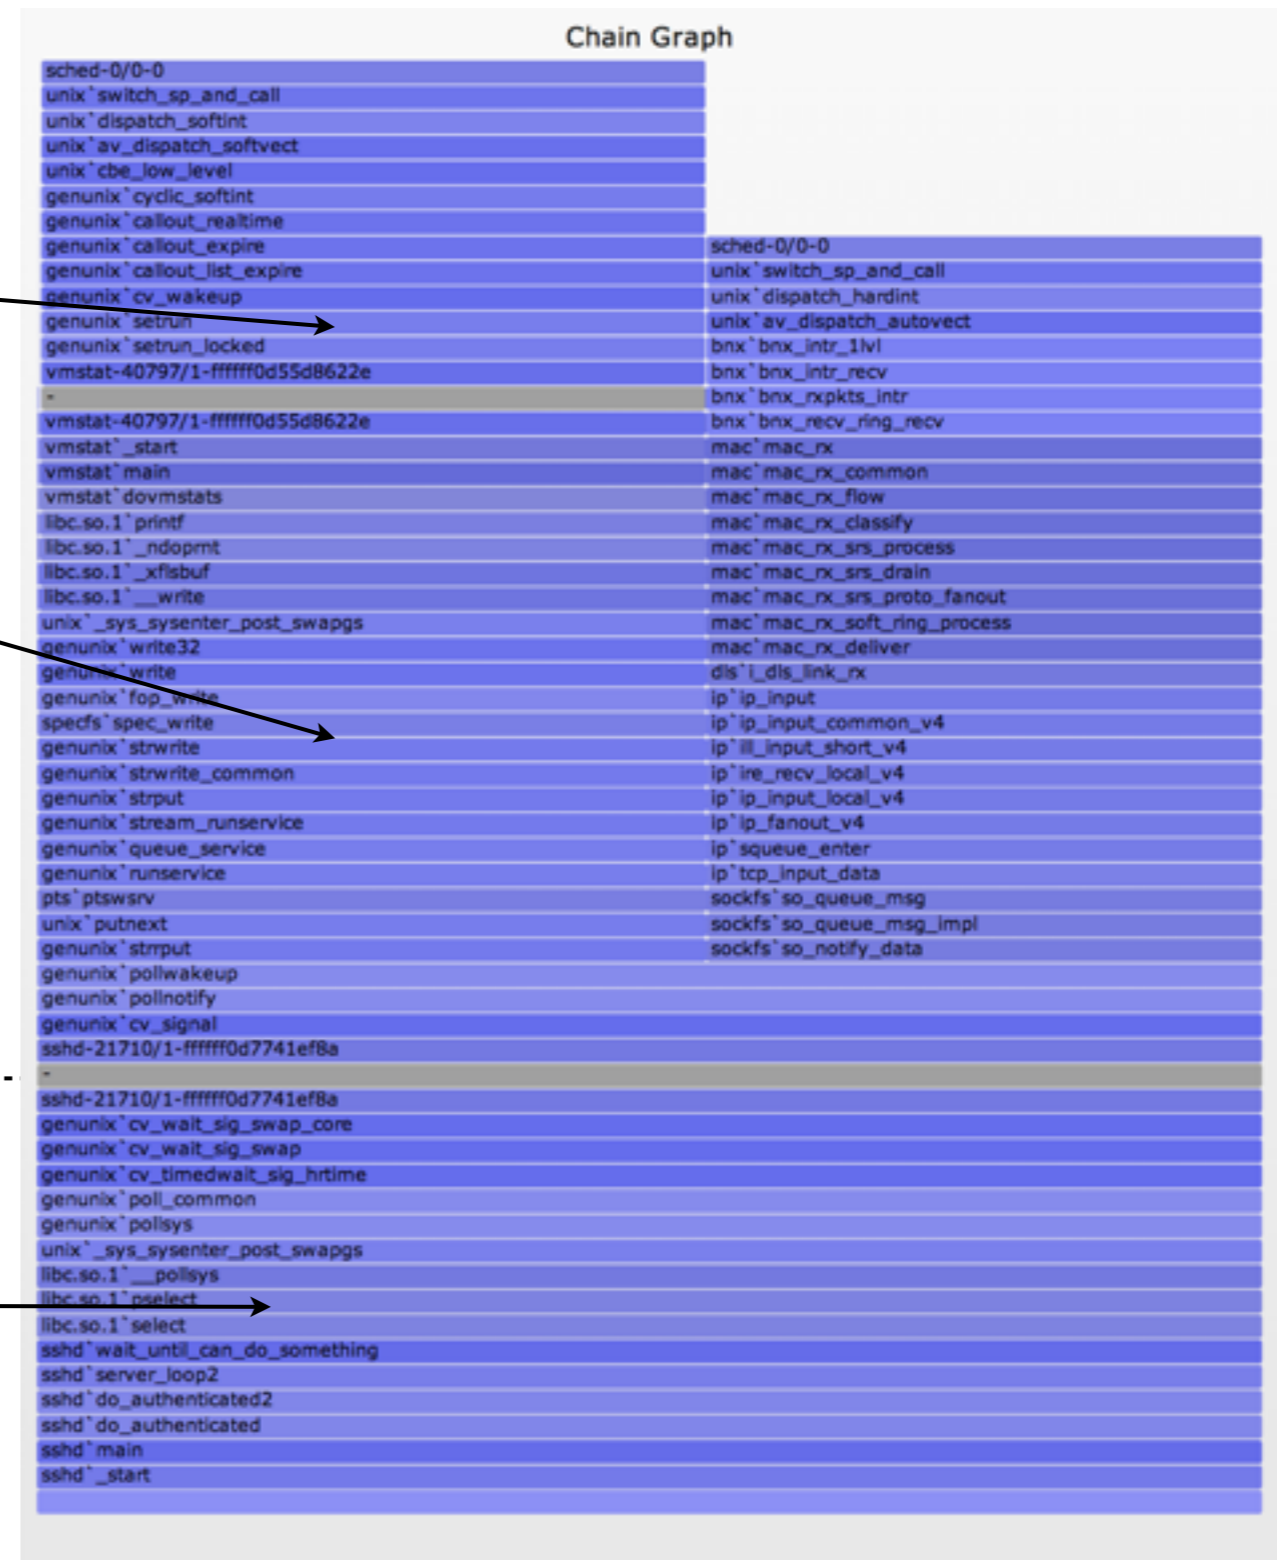 Chain Graph
sched-0/0-0
unix`switch_sp_and_call
unix`dispatch_softint
unix`av_dispatch_softvect
unix`cbe_low_level
genunix`cyclic_softint
genunix`callout_realtime
genunix`callout_expire
genunix`callout_list_expire
genunix`cv_wakeup
genunix`setrun
genunix`setrun_locked
vmstat-40797/1-ffffff0d55d8622e
-
vmstat-40797/1-ffffff0d55d8622e
vmstat`_start
vmstat`main
vmstat`dovmstats
libc.so.1`printf
libc.so.1`_ndoprnt
libc.so.1`_xflsbuf
libc.so.1`__write
unix`_sys_sysenter_post_swapgs
genunix`write32
genunix`write
genunix`fop_write
specfs`spec_write
genunix`strwrite
genunix`strwrite_common
genunix`strput
genunix`stream_runservice
genunix`queue_service
genunix`runservice
pts`ptswsrv
unix`putnext
genunix`strrput
sched-0/0-0
unix`switch_sp_and_call
unix`dispatch_hardint
unix`av_dispatch_autovect
bnx`bnx_intr_1lvl
bnx`bnx_intr_recv
bnx`bnx_rxpkts_intr
bnx`bnx_recv_ring_recv
mac`mac_rx
mac`mac_rx_common
mac`mac_rx_flow
mac`mac_rx_classify
mac`mac_rx_srs_process
mac`mac_rx_srs_drain
mac`mac_rx_srs_proto_fanout
mac`mac_rx_soft_ring_process
mac`mac_rx_deliver
dls`i_dls_link_rx
ip`ip_input
ip`ip_input_common_v4
ip`ill_input_short_v4
ip`ire_recv_local_v4
ip`ip_input_local_v4
ip`ip_fanout_v4
ip`squeue_enter
ip`tcp_input_data
sockfs`so_queue_msg
sockfs`so_queue_msg_impl
sockfs`so_notify_data
genunix`pollwakeup
genunix`pollnotify
genunix`cv_signal
sshd-21710/1-ffffff0d7741ef8a
-
sshd-21710/1-ffffff0d7741ef8a
genunix`cv_wait_sig_swap_core
genunix`cv_wait_sig_swap
genunix`cv_timedwait_sig_hrtime
genunix`poll_common
genunix`pollsys
unix`_sys_sysenter_post_swapgs
libc.so.1`__pollsys
libc.so.1`pselect
libc.so.1`select
sshd`wait_until_can_do_something
sshd`server_loop2
sshd`do_authenticated2
sshd`do_authenticated
sshd`main
sshd`_start